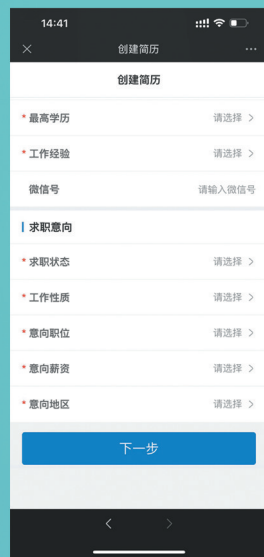 14:41
创建简历
创建简历
* 最高学历 请选择
* 工作经验 请选择
微信号 请输入微信号
求职意向
* 求职状态 请选择
* 工作性质 请选择
* 意向职位 请选择
* 意向薪资 请选择
* 意向地区 请选择
下一步